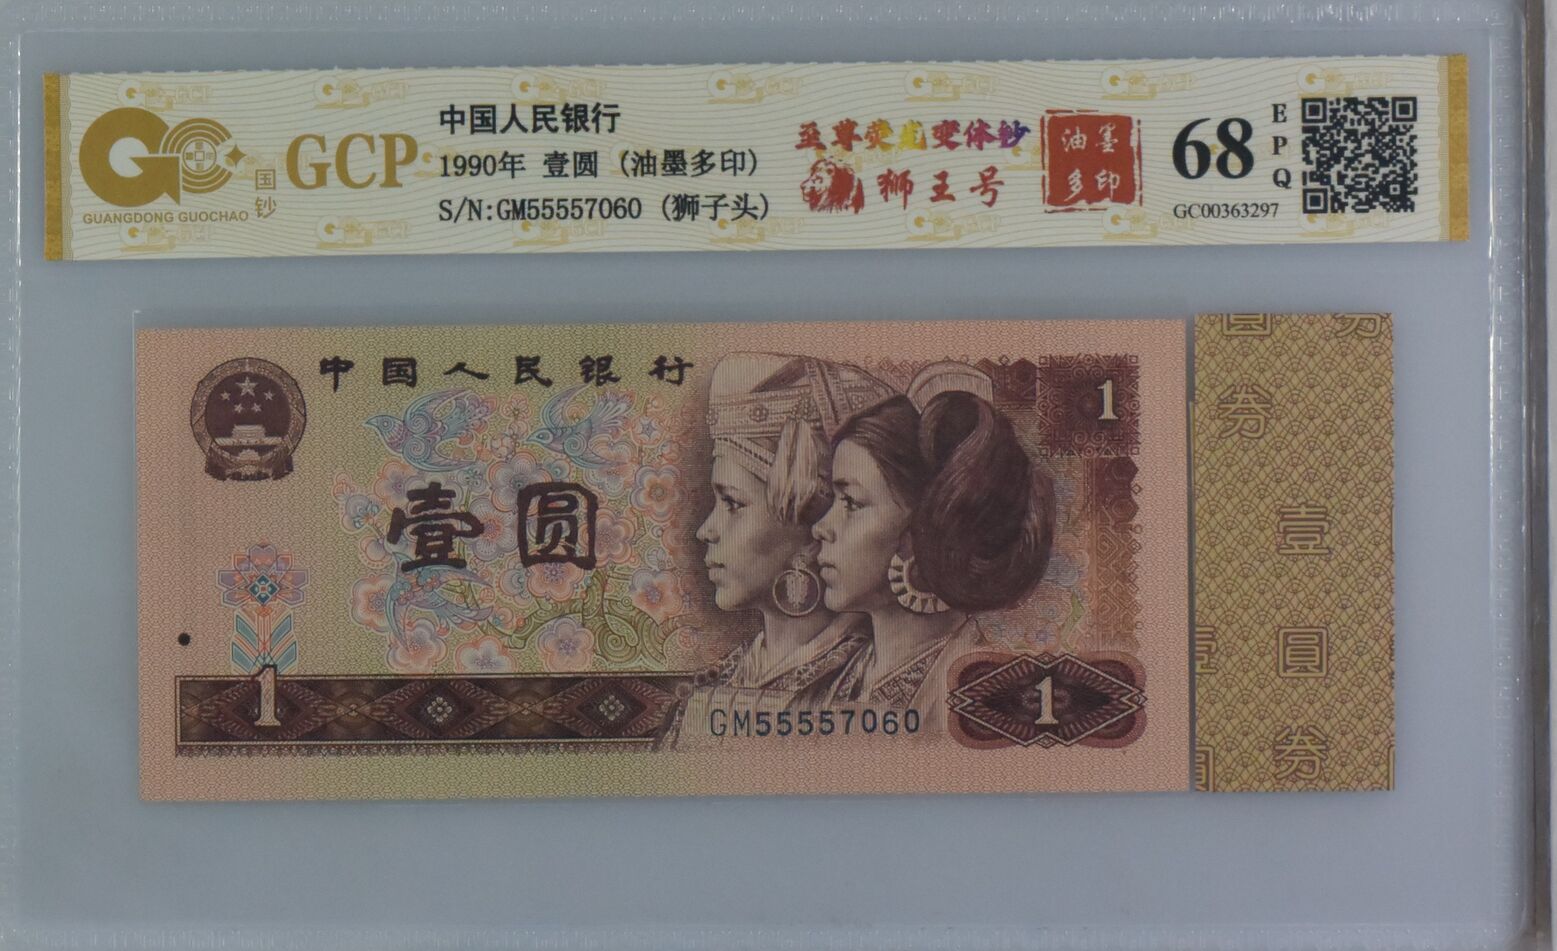 GUANGDONG GUOCHAO
国钞
GCP
中国人民银行
1990年 壹圆 (油墨多印)
S/N:GM55557060 (狮子头)
至尊荧光变体钞
狮王号
油墨
多印
68
EPQ
GC00363297
中国人民银行
1
壹圆
1
GM55557060
1
券
壹
圆
券